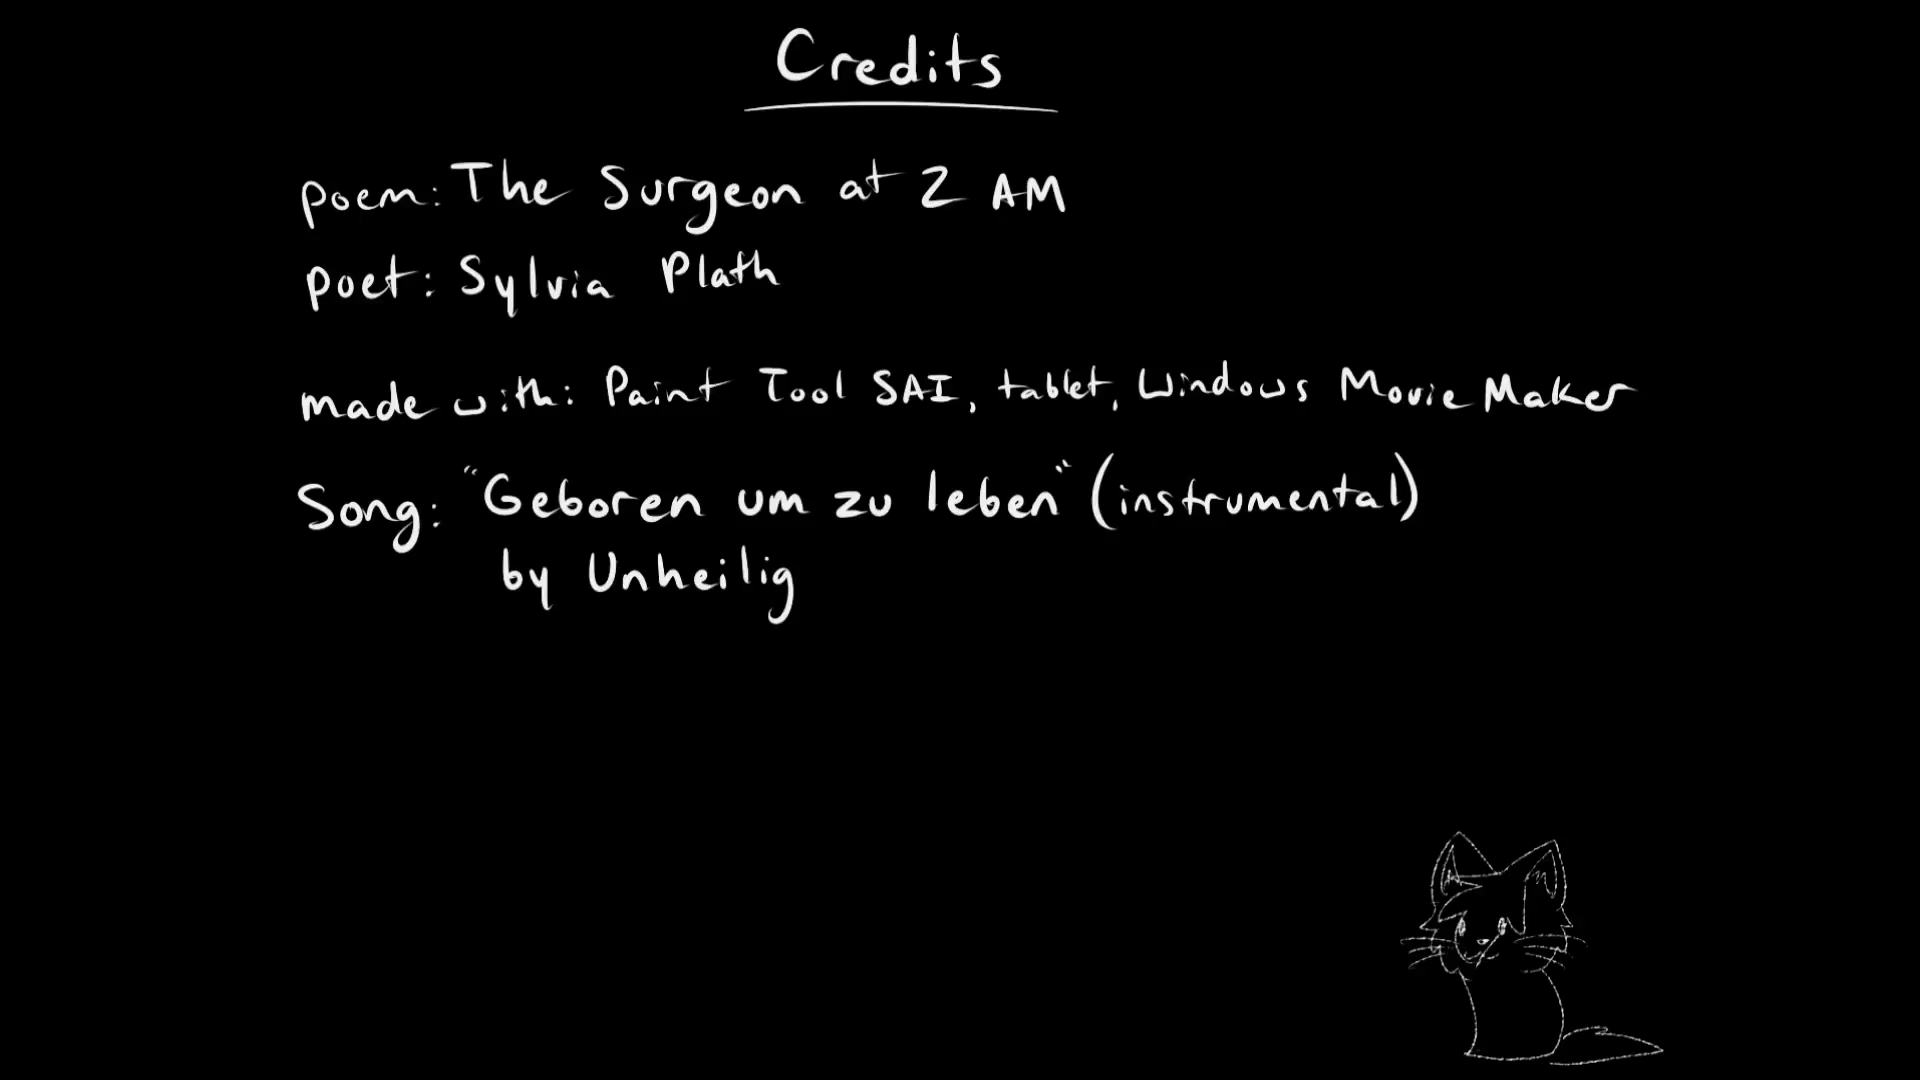 Credits
poem: The Surgeon at 2 AM
poet: Sylvia Plath
made with: Paint Tool SAI, tablet, Windows Movie Maker
Song: "Geboren um zu leben" (instrumental)
by Unheilig